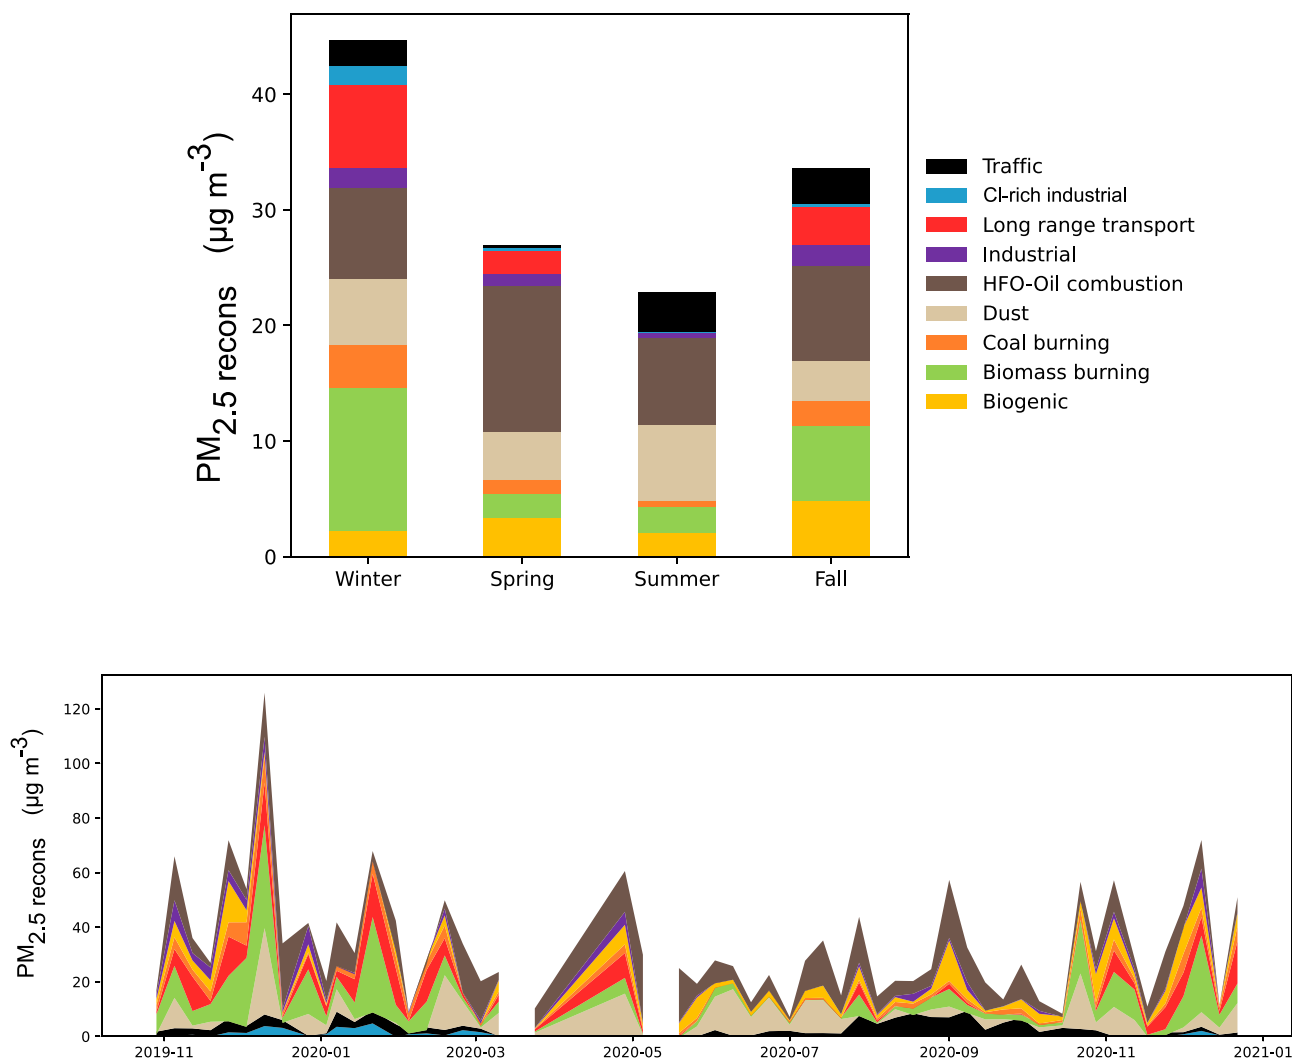 40
30
20
10
0
PM2.5 recons (µg m-3)
Winter Spring Summer Fall
Traffic
Cl-rich industrial
Long range transport
Industrial
HFO-Oil combustion
Dust
Coal burning
Biomass burning
Biogenic
120
100
80
60
40
20
0
PM2.5 recons (µg m-3)
2019-11 2020-01 2020-03 2020-05 2020-07 2020-09 2020-11 2021-01